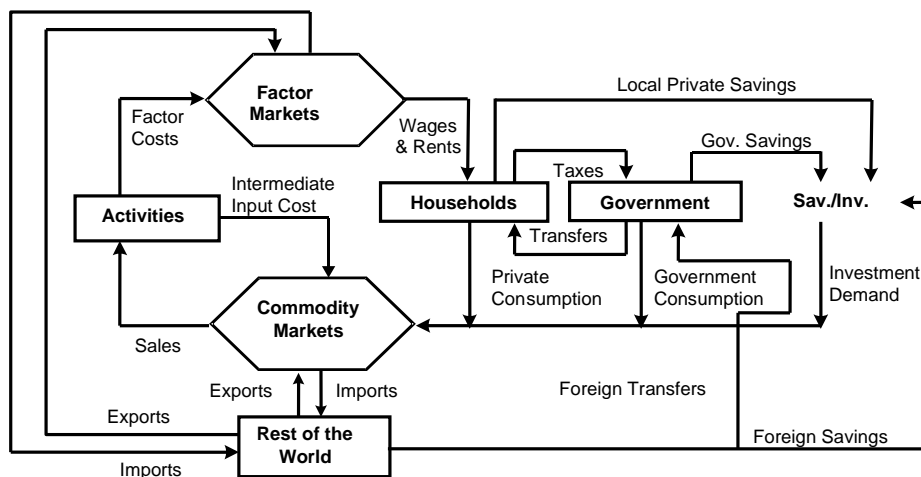 Factor
Markets
Local Private Savings
Factor
Costs
Wages
& Rents
Gov. Savings
Taxes
Intermediate
Input Cost
Activities
Households
Government
Sav./Inv.
Transfers
Private
Consumption
Government
Consumption
Investment
Demand
Commodity
Markets
Sales
Exports
Imports
Foreign Transfers
Exports
Rest of the
World
Foreign Savings
Imports